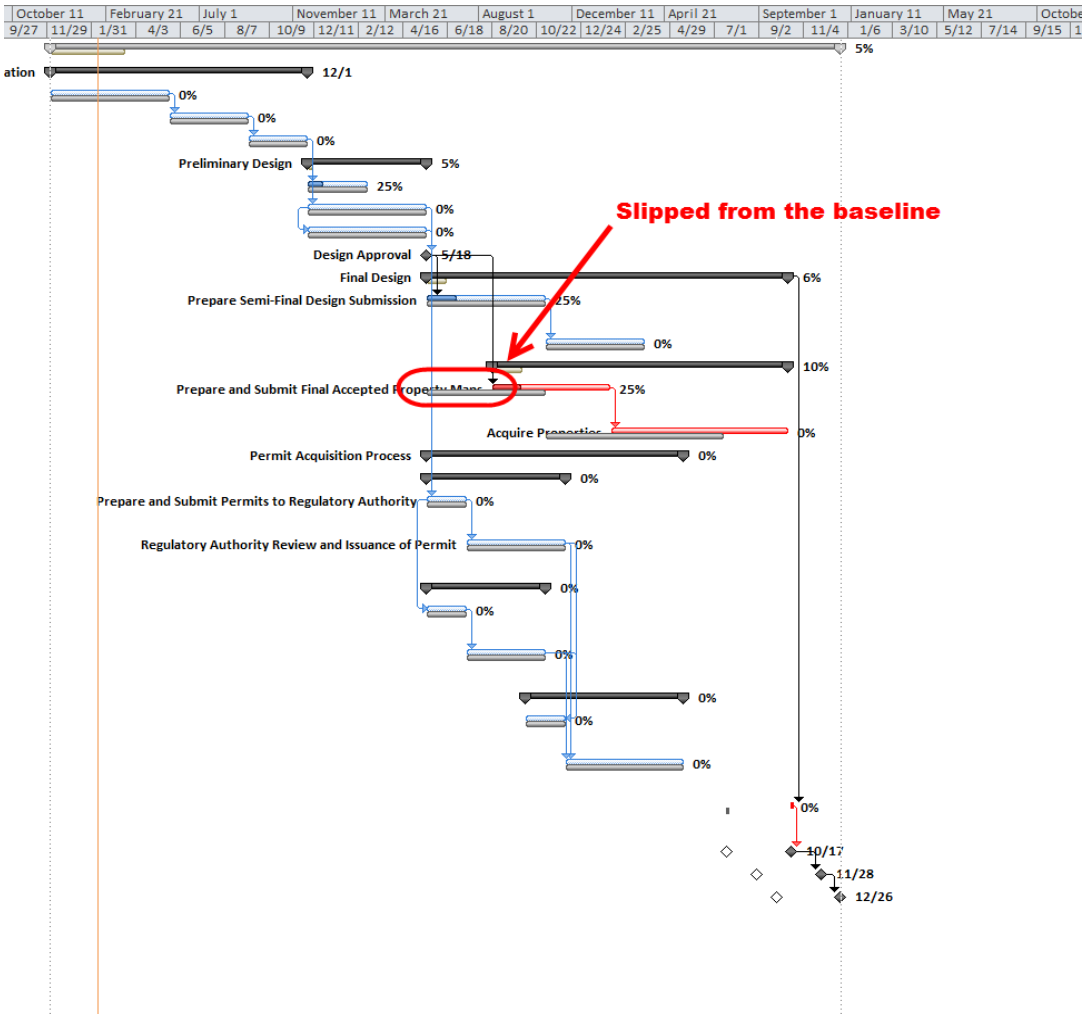 October 11 February 21 July 1 November 11 March 21 August 1 December 11 April 21 September 1 January 11 May 21 Octobe
9/27 11/29 1/31 4/3 6/5 8/7 10/9 12/11 2/12 4/16 6/18 8/20 10/22 12/24 2/25 4/29 7/1 9/2 11/4 1/6 3/10 5/12 7/14 9/15 1
5%
ation 12/1
0%
0%
0%
Preliminary Design 5%
25%
Slipped from the baseline
0%
0%
Design Approval 5/18
Final Design 6%
Prepare Semi-Final Design Submission 25%
0%
10%
Prepare and Submit Final Accepted Property Maps 25%
Acquire Properties 0%
Permit Acquisition Process 0%
0%
Prepare and Submit Permits to Regulatory Authority 0%
Regulatory Authority Review and Issuance of Permit 0%
0%
0%
0%
0%
0%
0%
0%
10/17
11/28
12/26